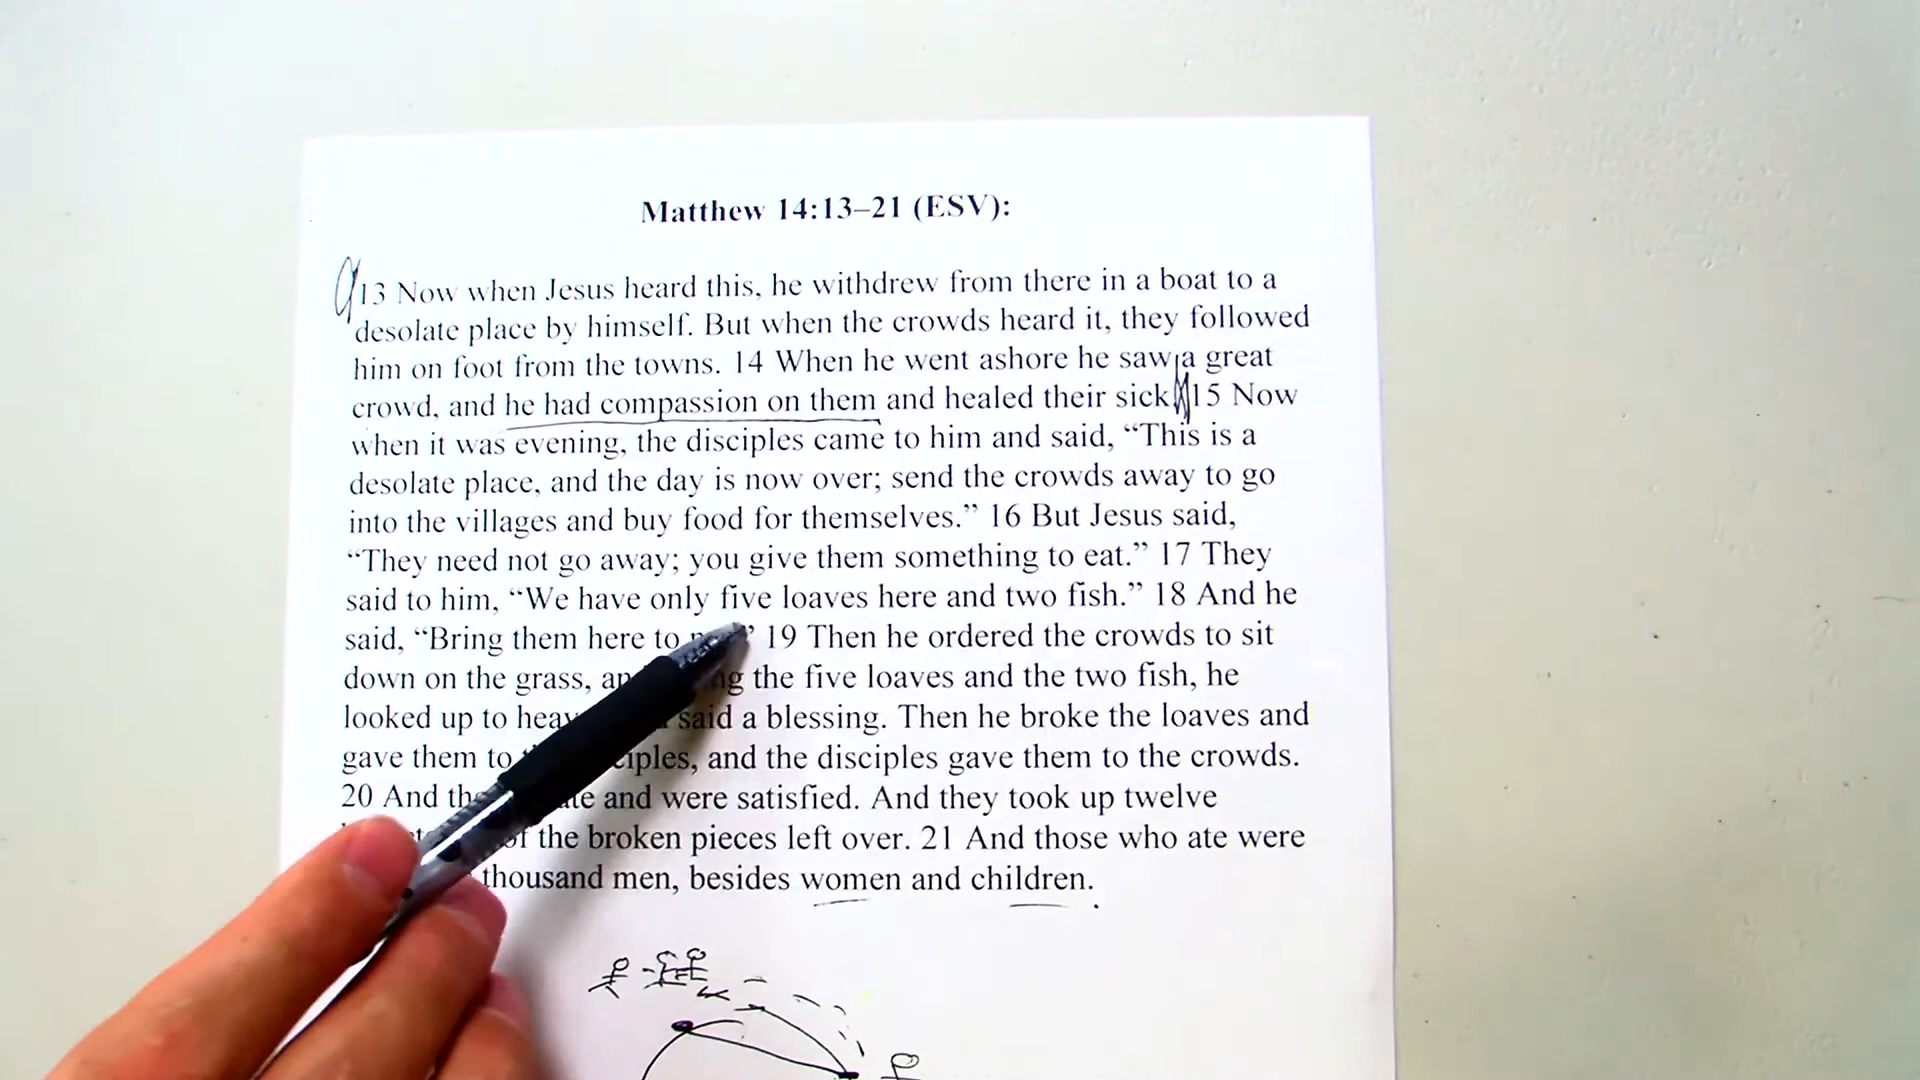 Matthew 14:13–21 (ESV):
13 Now when Jesus heard this, he withdrew from there in a boat to a
desolate place by himself. But when the crowds heard it, they followed
him on foot from the towns. 14 When he went ashore he saw a great
crowd, and he had compassion on them and healed their sick. 15 Now
when it was evening, the disciples came to him and said, “This is a
desolate place, and the day is now over; send the crowds away to go
into the villages and buy food for themselves.” 16 But Jesus said,
“They need not go away; you give them something to eat.” 17 They
said to him, “We have only five loaves here and two fish.” 18 And he
said, “Bring them here to ” 19 Then he ordered the crowds to sit
down on the grass, the five loaves and the two fish, he
looked up to said a blessing. Then he broke the loaves and
gave them to and the disciples gave them to the crowds.
20 And and were satisfied. And they took up twelve
of the broken pieces left over. 21 And those who ate were
thousand men, besides women and children.